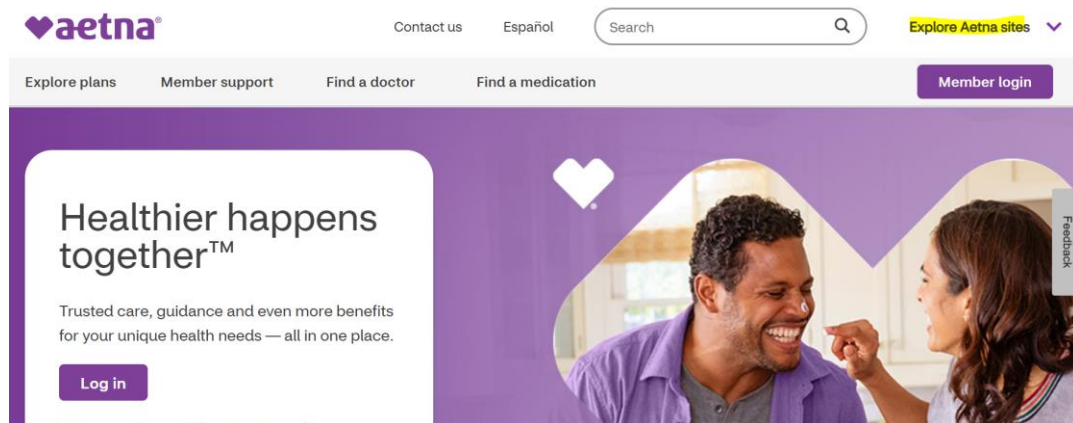 aetna®
Contact us Español Search Explore Aetna sites
Explore plans Member support Find a doctor Find a medication Member login
Healthier happens
together™
Trusted care, guidance and even more benefits
for your unique health needs — all in one place.
Log in
Feedback